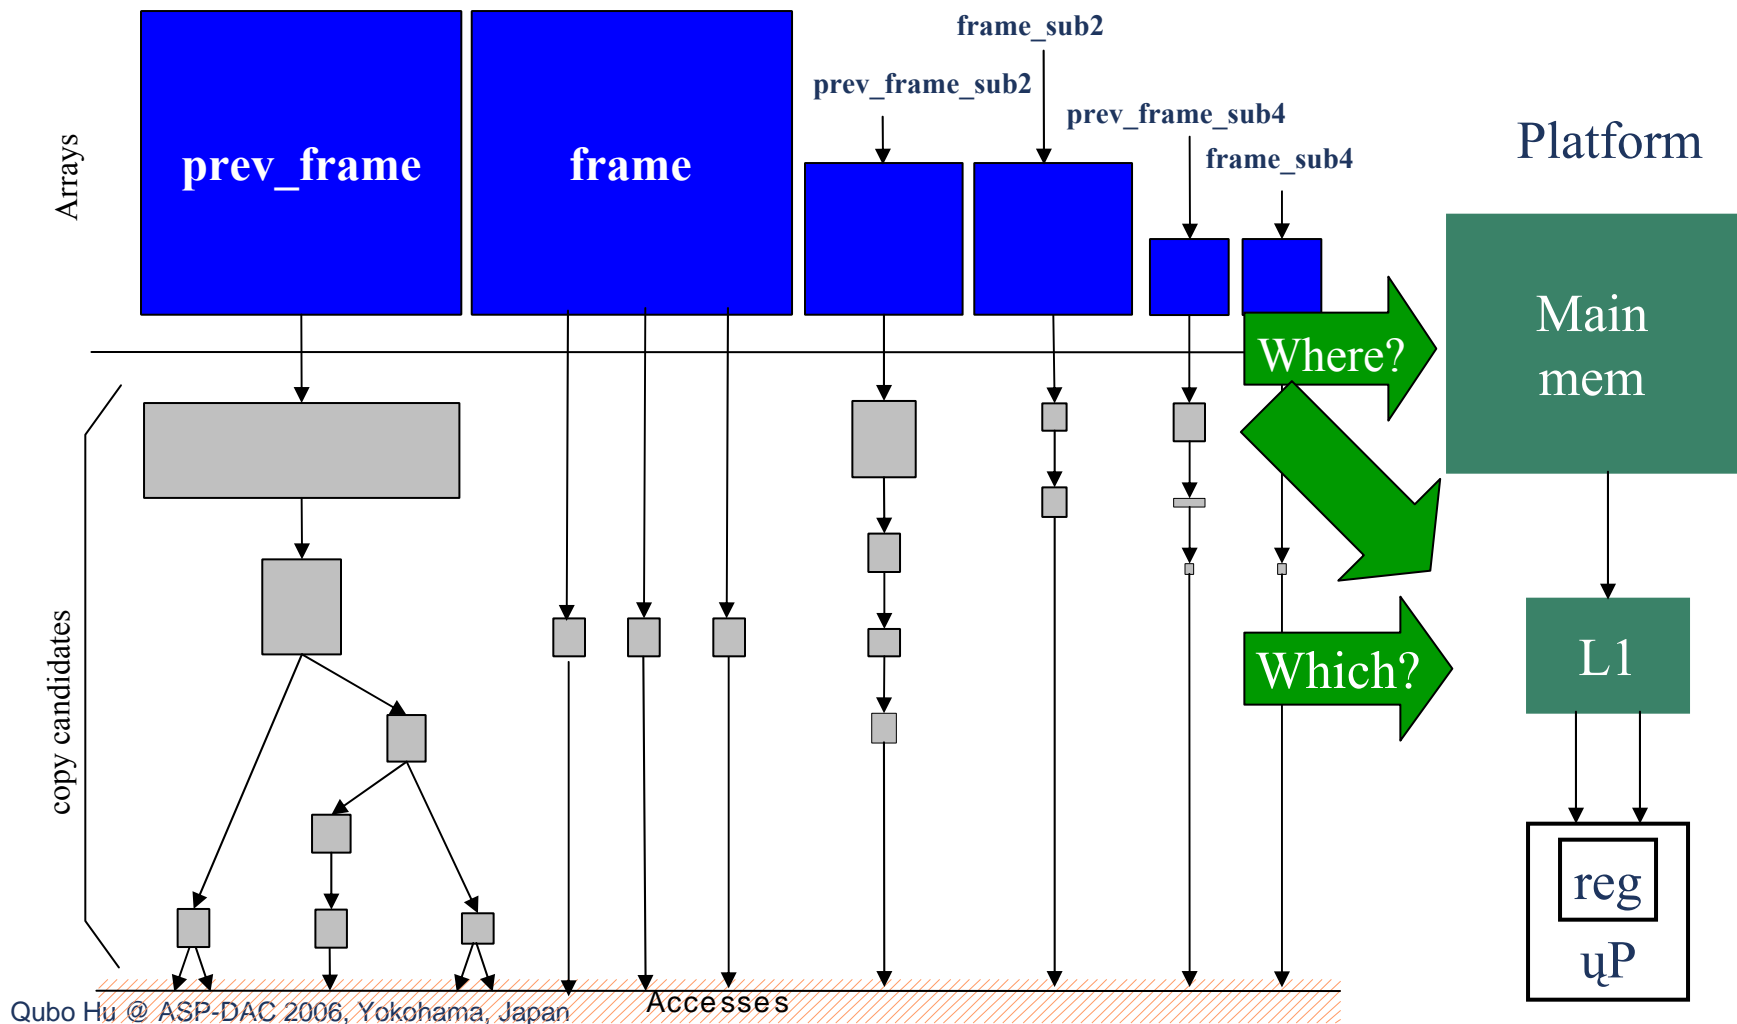 frame_sub2
prev_frame_sub2
prev_frame_sub4
frame_sub4
Platform
Arrays
prev_frame
frame
Main
mem
Where?
copy candidates
Which?
L1
reg
ųP
Accesses
Qubo Hu @ ASP-DAC 2006, Yokohama, Japan